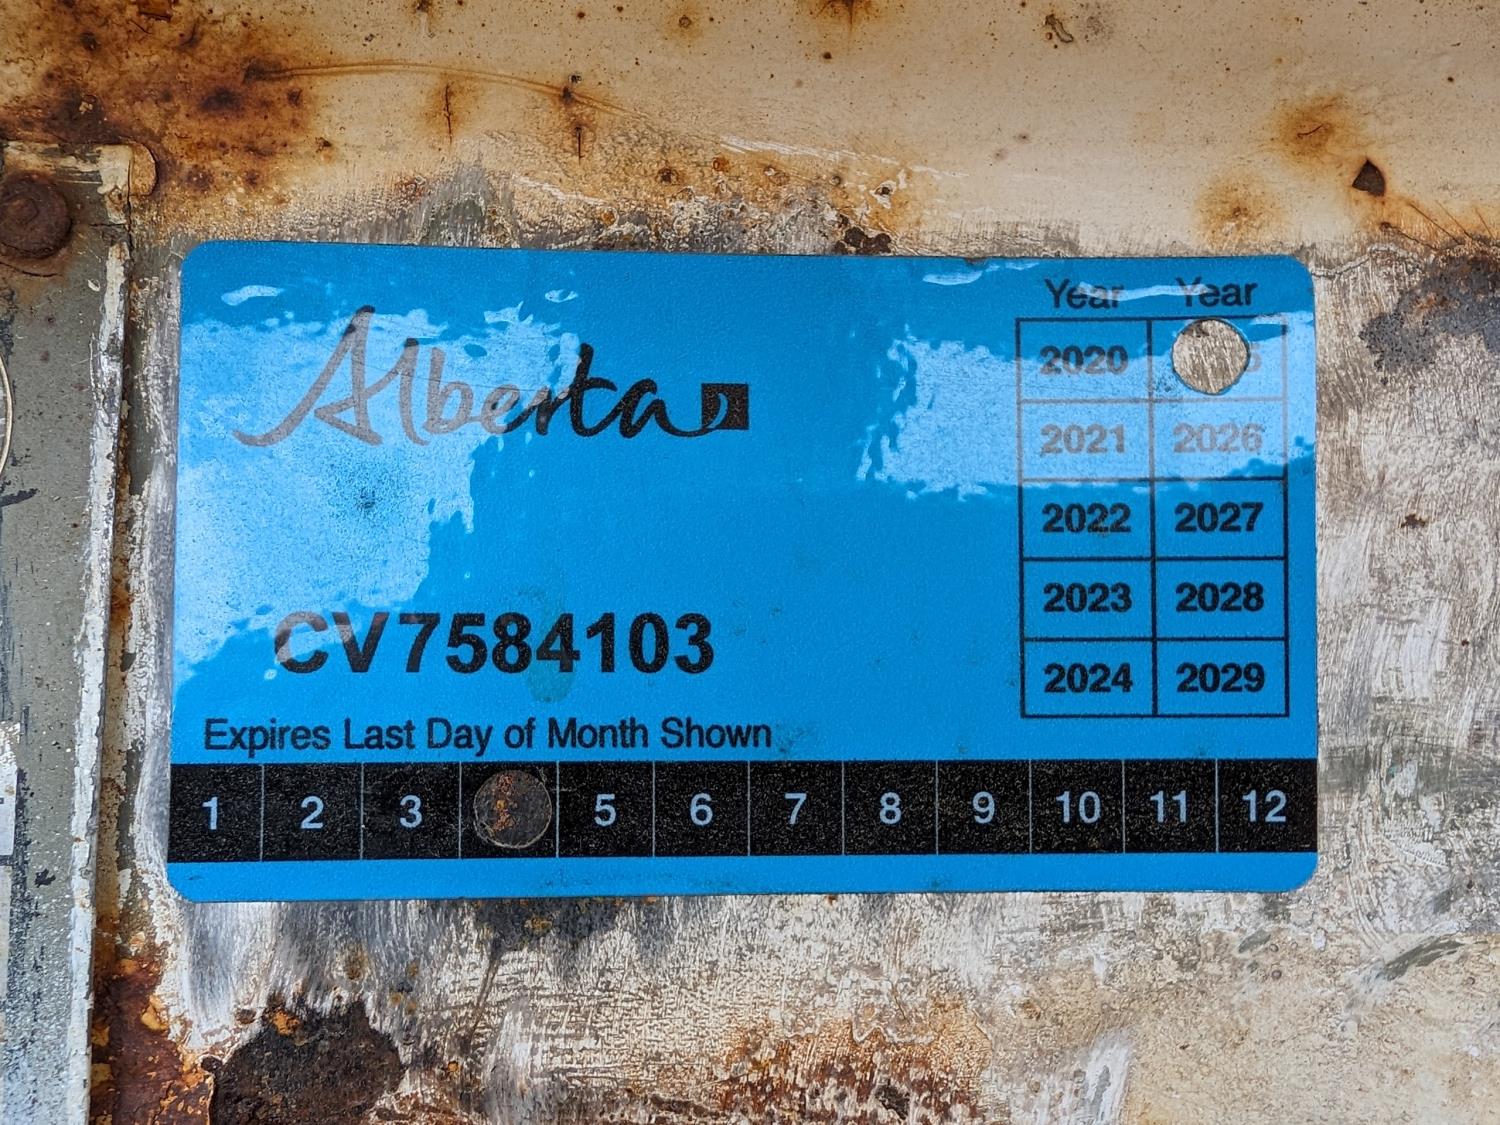 Alberta
Year Year
2020
2021 2026
2022 2027
2023 2028
2024 2029
CV7584103
Expires Last Day of Month Shown
1 2 3 5 6 7 8 9 10 11 12